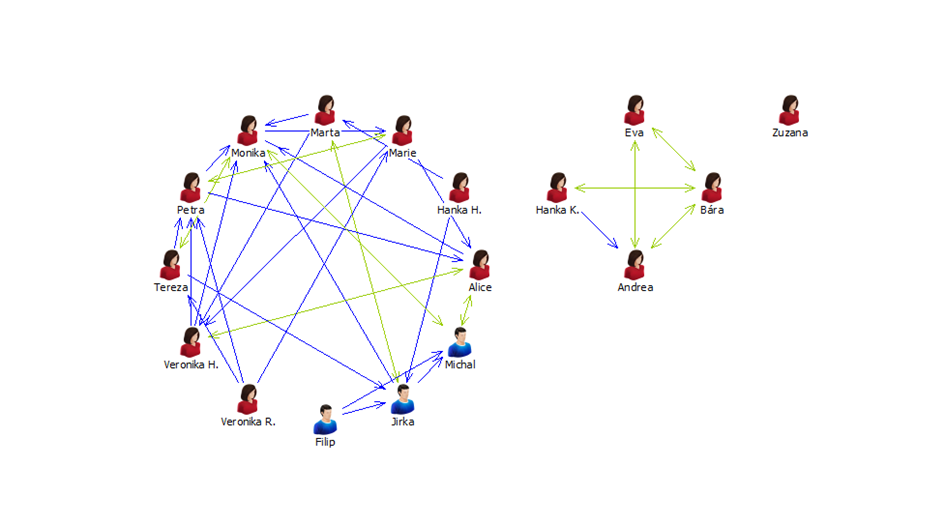 Marta
Monika
Marie
Petra
Hanka H.
Tereza
Alice
Veronika H.
Michal
Veronika R.
Jirka
Filip
Eva
Hanka K.
Bára
Andrea
Zuzana